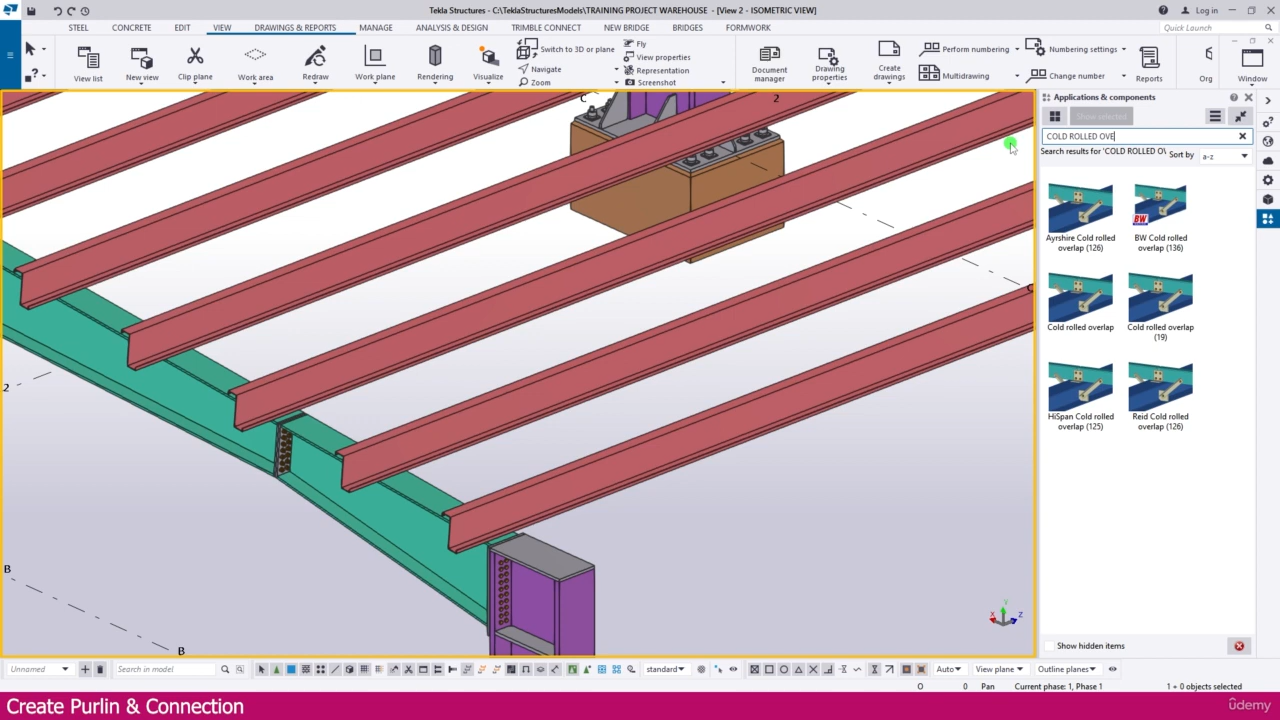 Tekla Structures - C:\TeklaStructuresModels\TRAINING PROJECT WAREHOUSE - [View 2 - ISOMETRIC VIEW]
Log in
STEEL CONCRETE EDIT VIEW DRAWINGS & REPORTS MANAGE ANALYSIS & DESIGN TRIMBLE CONNECT NEW BRIDGE BRIDGES FORMWORK
Quick Launch
View list
New view
Clip plane
Work area
Redraw
Work plane
Rendering
Visualize
Switch to 3D or plane
Navigate
Zoom
Fly
View properties
Representation
Screenshot
Document manager
Drawing properties
Create drawings
Perform numbering
Multidrawing
Numbering settings
Change number
Reports
Org
Window
C
2
2
B
B
Applications & components
Show selected
COLD ROLLED OVE
Search results for 'COLD ROLLED O
Sort by
a-z
Ayrshire Cold rolled
overlap (126)
BW
BW Cold rolled
overlap (136)
Cold rolled overlap
Cold rolled overlap
(19)
HiSpan Cold rolled
overlap (125)
Reid Cold rolled
overlap (126)
Show hidden items
Unnamed
Search in model
standard
Auto
View plane
Outline planes
O 0 Pan Current phase: 1, Phase 1 1 + 0 objects selected
Create Purlin & Connection
ûdemy